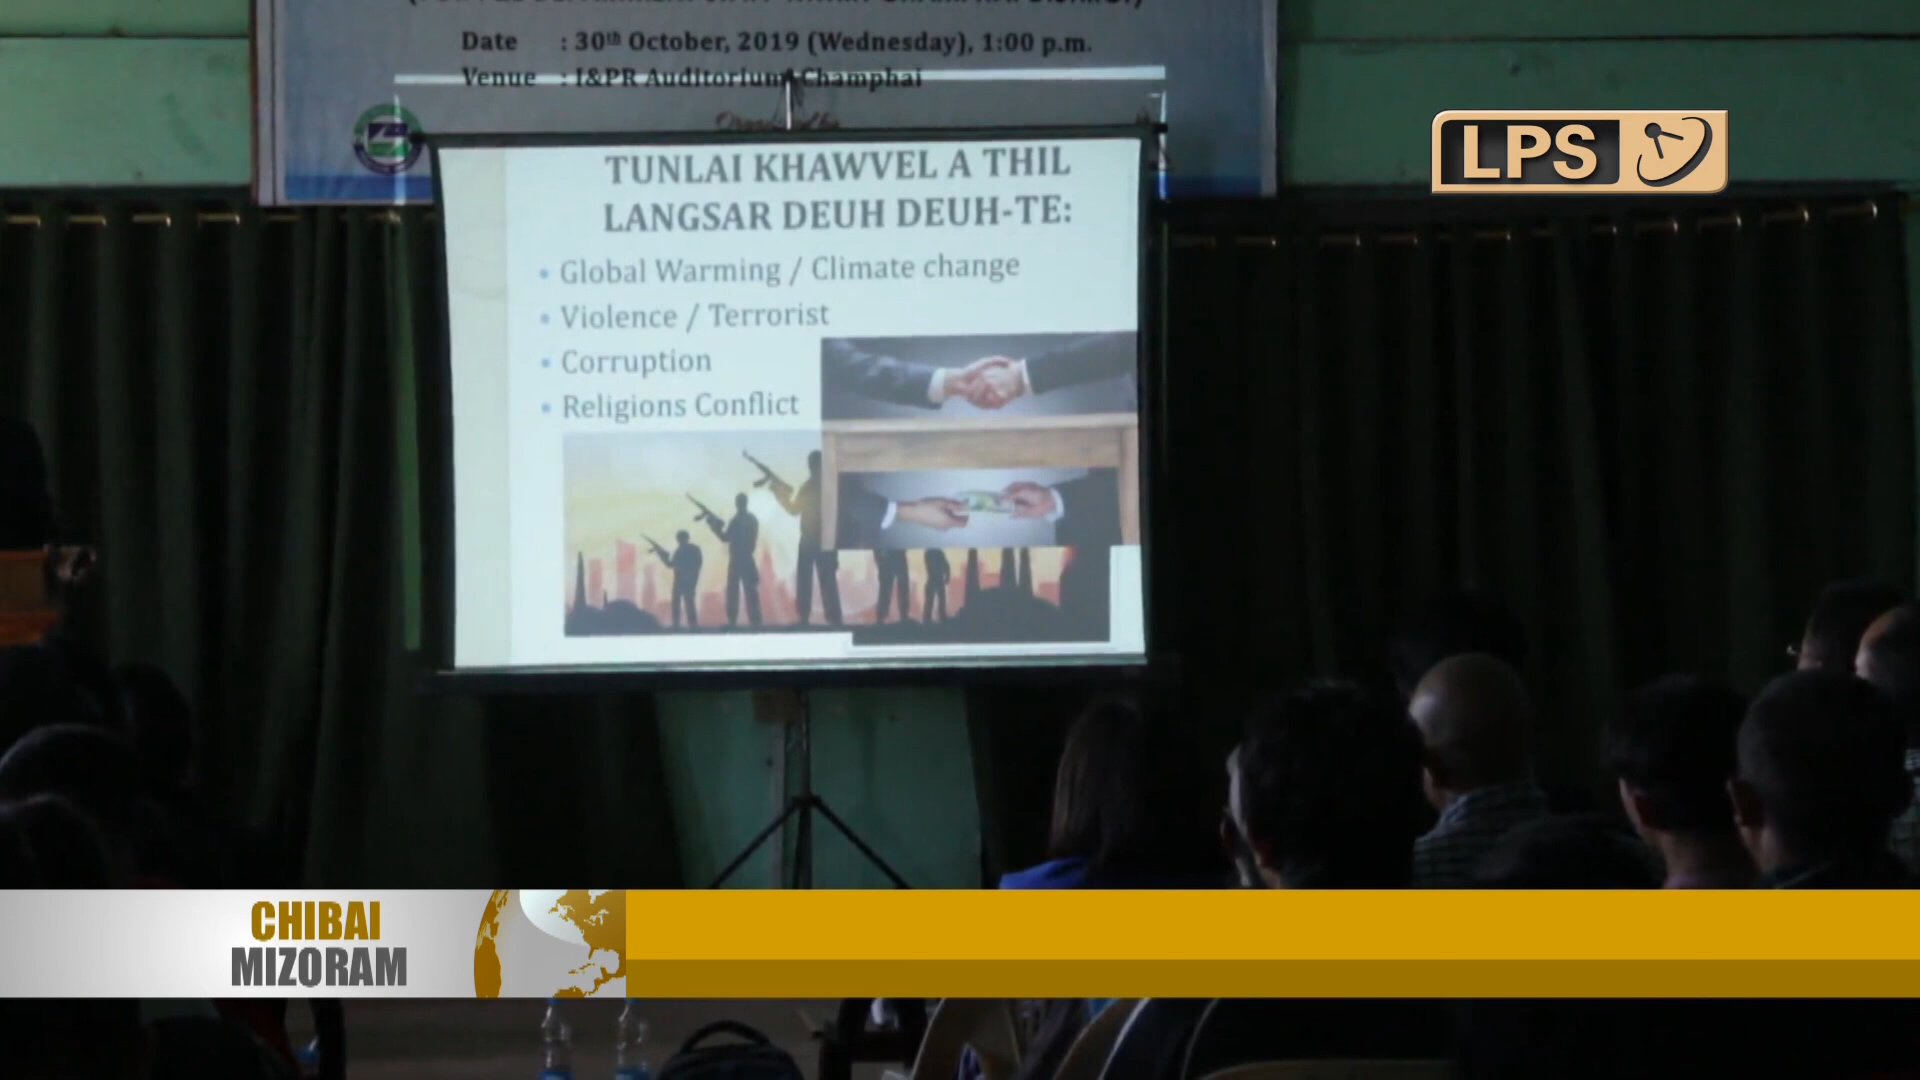 Date : 30th October, 2019 (Wednesday), 1:00 p.m.
Venue : I&PR Auditorium, Champhai
LPS
TUNLAI KHAWVEL A THIL
LANGSAR DEUH DEUH-TE:
• Global Warming / Climate change
• Violence / Terrorist
• Corruption
• Religions Conflict
CHIBAI
MIZORAM